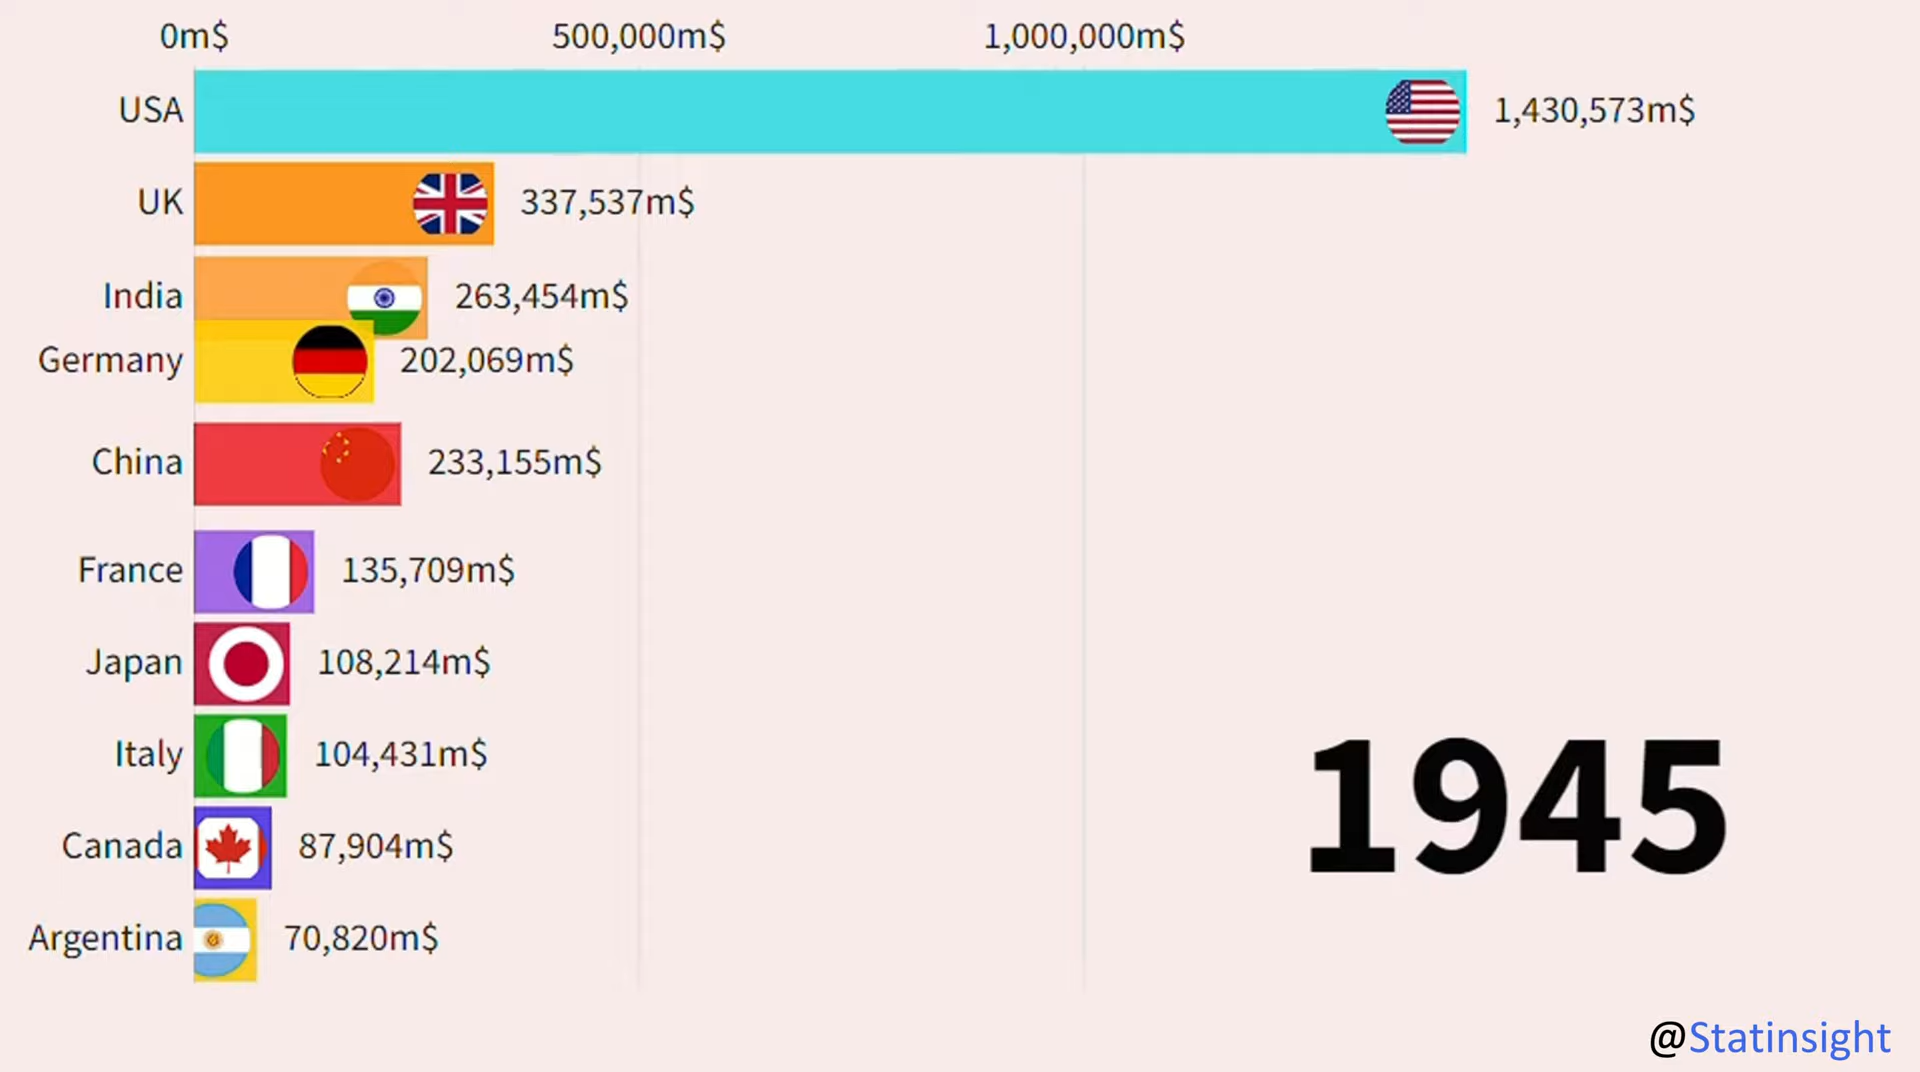 0m$ 500,000m$ 1,000,000m$
USA 1,430,573m$
UK 337,537m$
India 263,454m$
Germany 202,069m$
China 233,155m$
France 135,709m$
Japan 108,214m$
Italy 104,431m$
Canada 87,904m$
Argentina 70,820m$
1945
@Statinsight